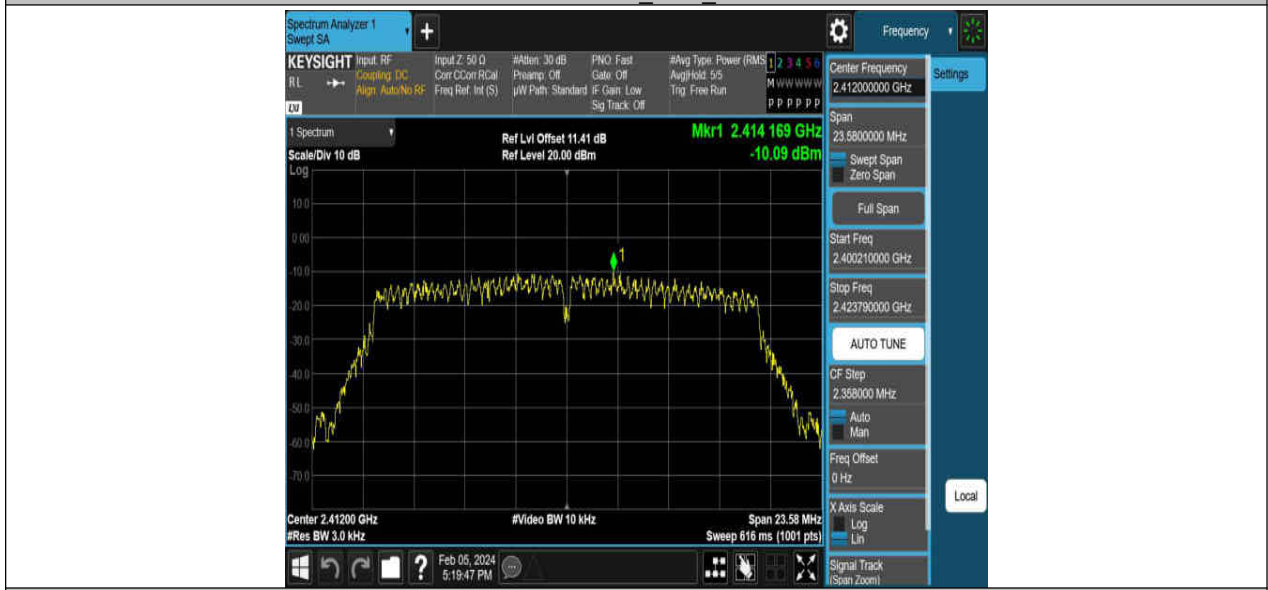 Spectrum Analyzer 1
Swept SA
+
Frequency
KEYSIGHT
RL
LXI
Input: RF
Coupling: DC
Align: Auto/No RF
Input Z: 50 Ω
Corr CCorr RCal
Freq Ref: Int (S)
#Atten: 30 dB
Preamp: Off
µW Path: Standard
PNO: Fast
Gate: Off
IF Gain: Low
Sig Track: Off
#Avg Type: Power (RMS
Avg|Hold: 5/5
Trig: Free Run
1 2 3 4 5 6
M W W W W W
P P P P P P
Center Frequency
2.412000000 GHz
Settings
1 Spectrum
Scale/Div 10 dB
Log
Ref Lvl Offset 11.41 dB
Ref Level 20.00 dBm
Mkr1 2.414 169 GHz
-10.09 dBm
10.0
0.00
-10.0
-20.0
-30.0
-40.0
-50.0
-60.0
-70.0
1
Span
23.5800000 MHz
Swept Span
Zero Span
Full Span
Start Freq
2.400210000 GHz
Stop Freq
2.423790000 GHz
AUTO TUNE
CF Step
2.358000 MHz
Auto
Man
Freq Offset
0 Hz
X Axis Scale
Log
Lin
Signal Track
(Span Zoom)
Local
Center 2.41200 GHz
#Res BW 3.0 kHz
#Video BW 10 kHz
Span 23.58 MHz
Sweep 616 ms (1001 pts)
?
Feb 05, 2024
5:19:47 PM